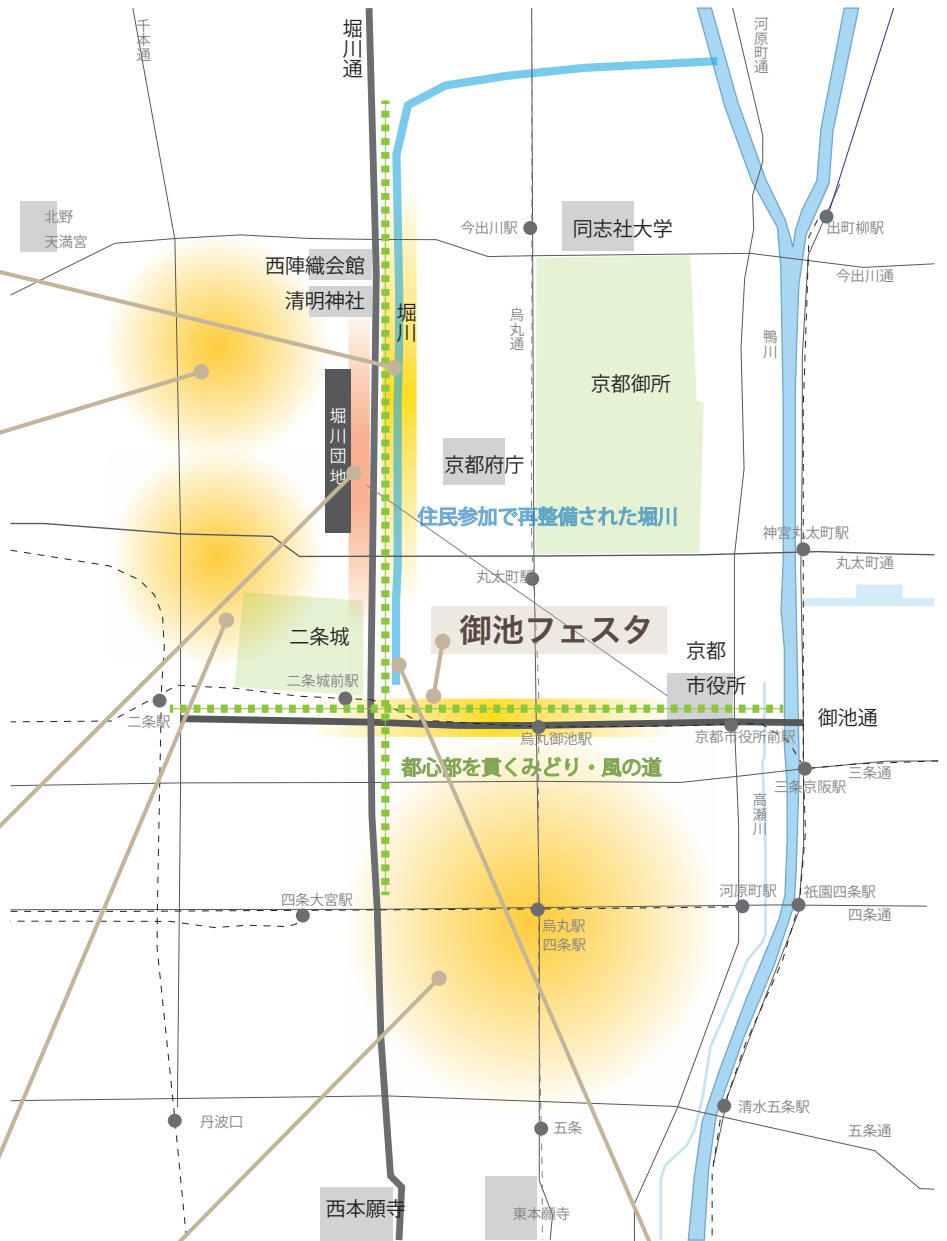 千本通
堀川通
河原町通
北野
天満宮
今出川駅
同志社大学
出町柳駅
西陣織会館
今出川通
清明神社
堀川
烏丸通
鴨川
京都御所
堀川団地
京都府庁
住民参加で再整備された堀川
神宮丸太町駅
丸太町通
丸太町駅
御池フェスタ
二条城
京都
市役所
二条城前駅
二条駅
御池通
烏丸御池駅
京都市役所前駅
都心部を貫くみどり・風の道
三条通
三条京阪駅
高瀬川
四条大宮駅
河原町駅
祇園四条駅
四条通
烏丸駅
四条駅
清水五条駅
丹波口
五条
五条通
西本願寺
東本願寺